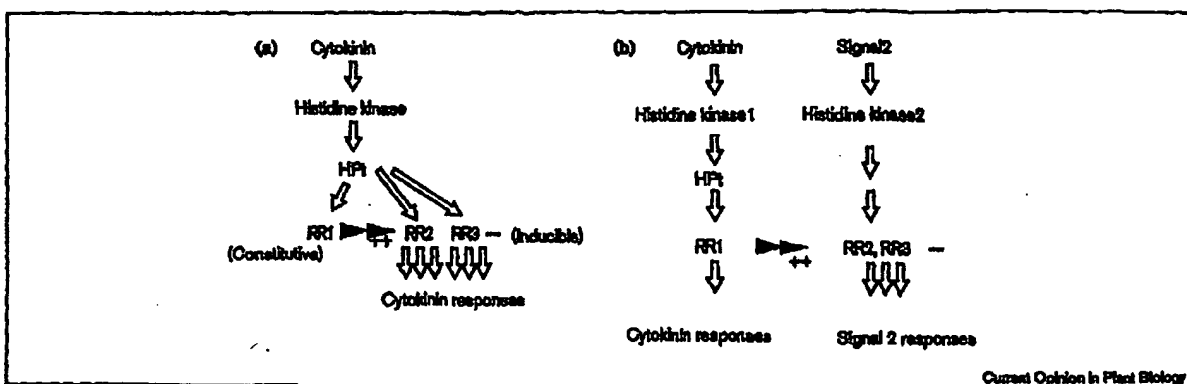 (a) Cytokinin
Histidine kinase
HPt
RR1 ++ RR2 RR3 — (Inducible)
(Constitutive)
Cytokinin responses
(b) Cytokinin Signal2
Histidine kinase1 Histidine kinase2
HPt
RR1 ++ RR2, RR3 —
Cytokinin responses Signal 2 responses
Current Opinion in Plant Biology